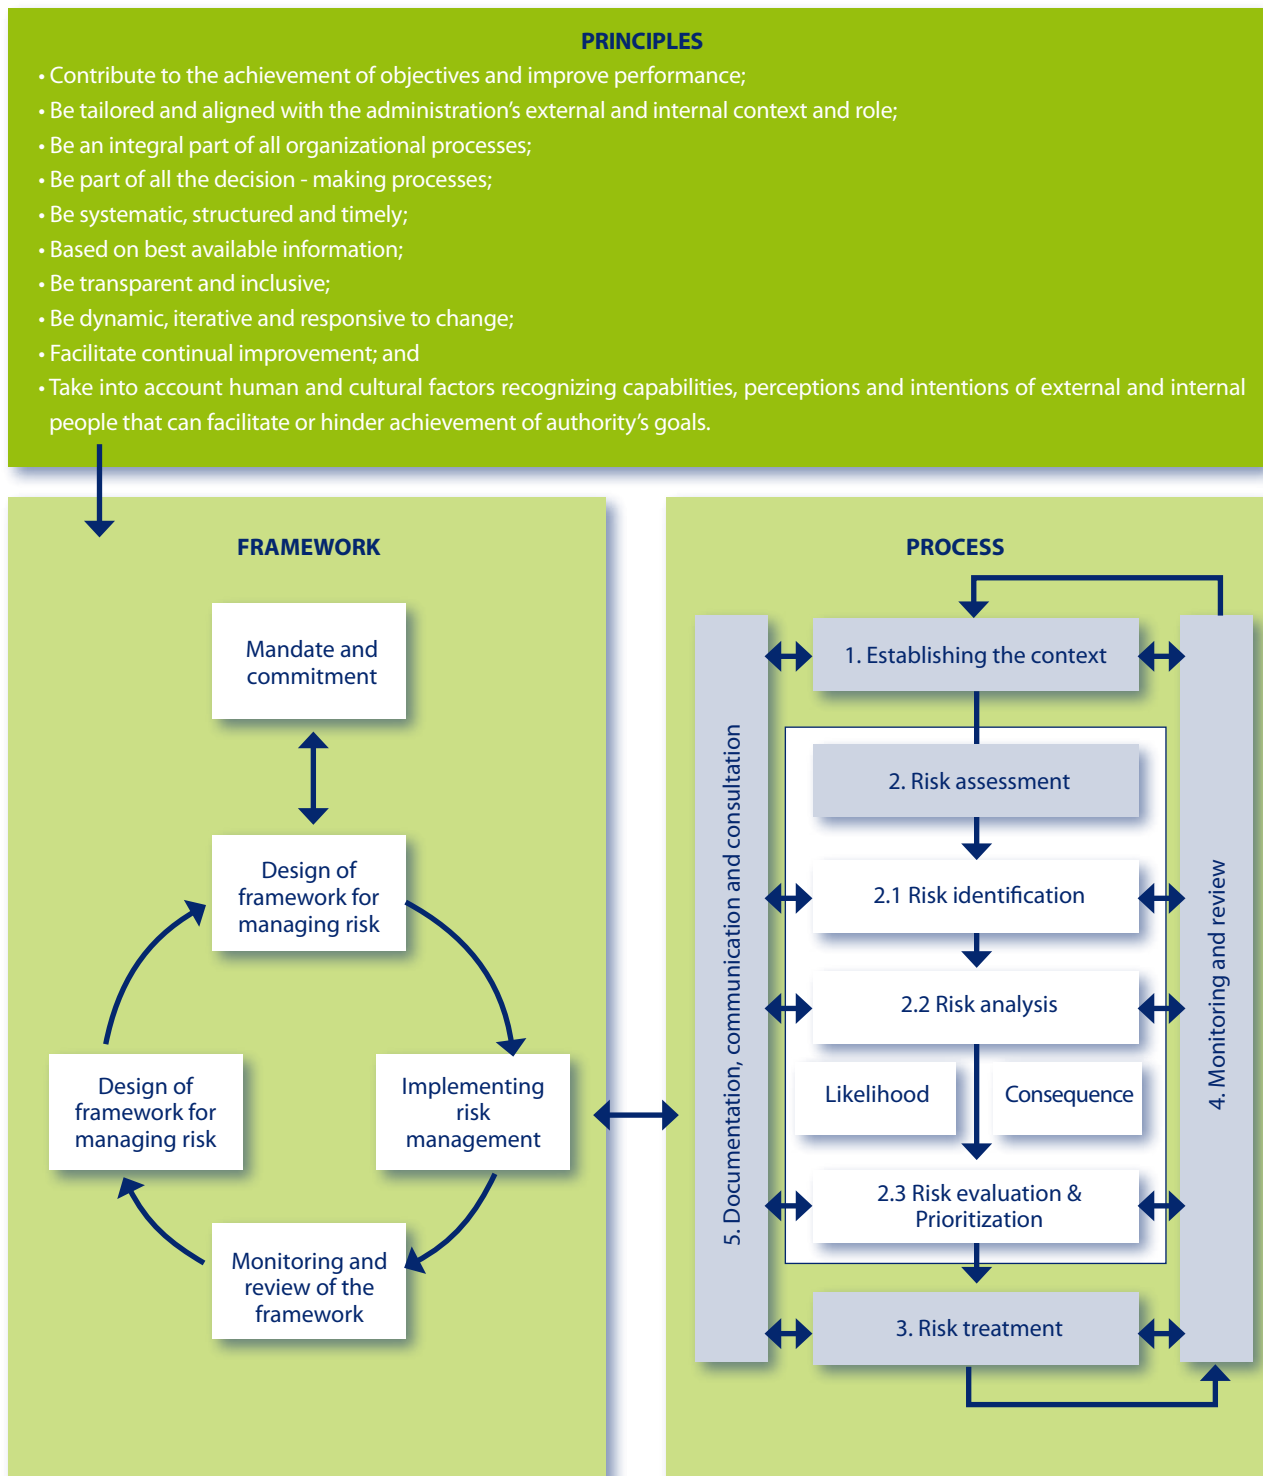 PRINCIPLES
• Contribute to the achievement of objectives and improve performance;
• Be tailored and aligned with the administration’s external and internal context and role;
• Be an integral part of all organizational processes;
• Be part of all the decision - making processes;
• Be systematic, structured and timely;
• Based on best available information;
• Be transparent and inclusive;
• Be dynamic, iterative and responsive to change;
• Facilitate continual improvement; and
• Take into account human and cultural factors recognizing capabilities, perceptions and intentions of external and internal
people that can facilitate or hinder achievement of authority’s goals.
FRAMEWORK
Mandate and
commitment
Design of
framework for
managing risk
Implementing
risk
management
Monitoring and
review of the
framework
Design of
framework for
managing risk
PROCESS
1. Establishing the context
2. Risk assessment
2.1 Risk identification
2.2 Risk analysis
Likelihood
Consequence
2.3 Risk evaluation &
Prioritization
3. Risk treatment
4. Monitoring and review
5. Documentation, communication and consultation